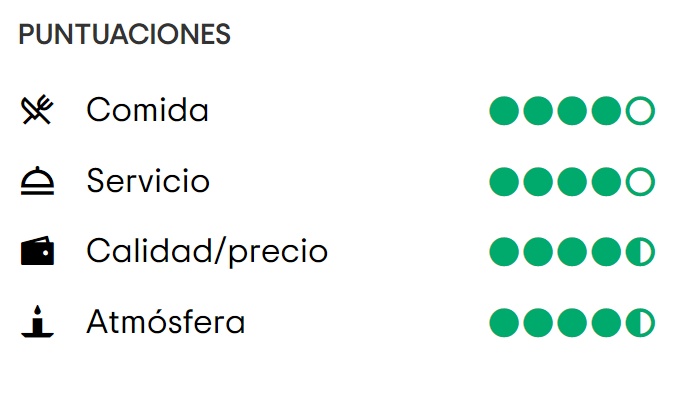 PUNTUACIONES
Comida
Servicio
Calidad/precio
Atmósfera